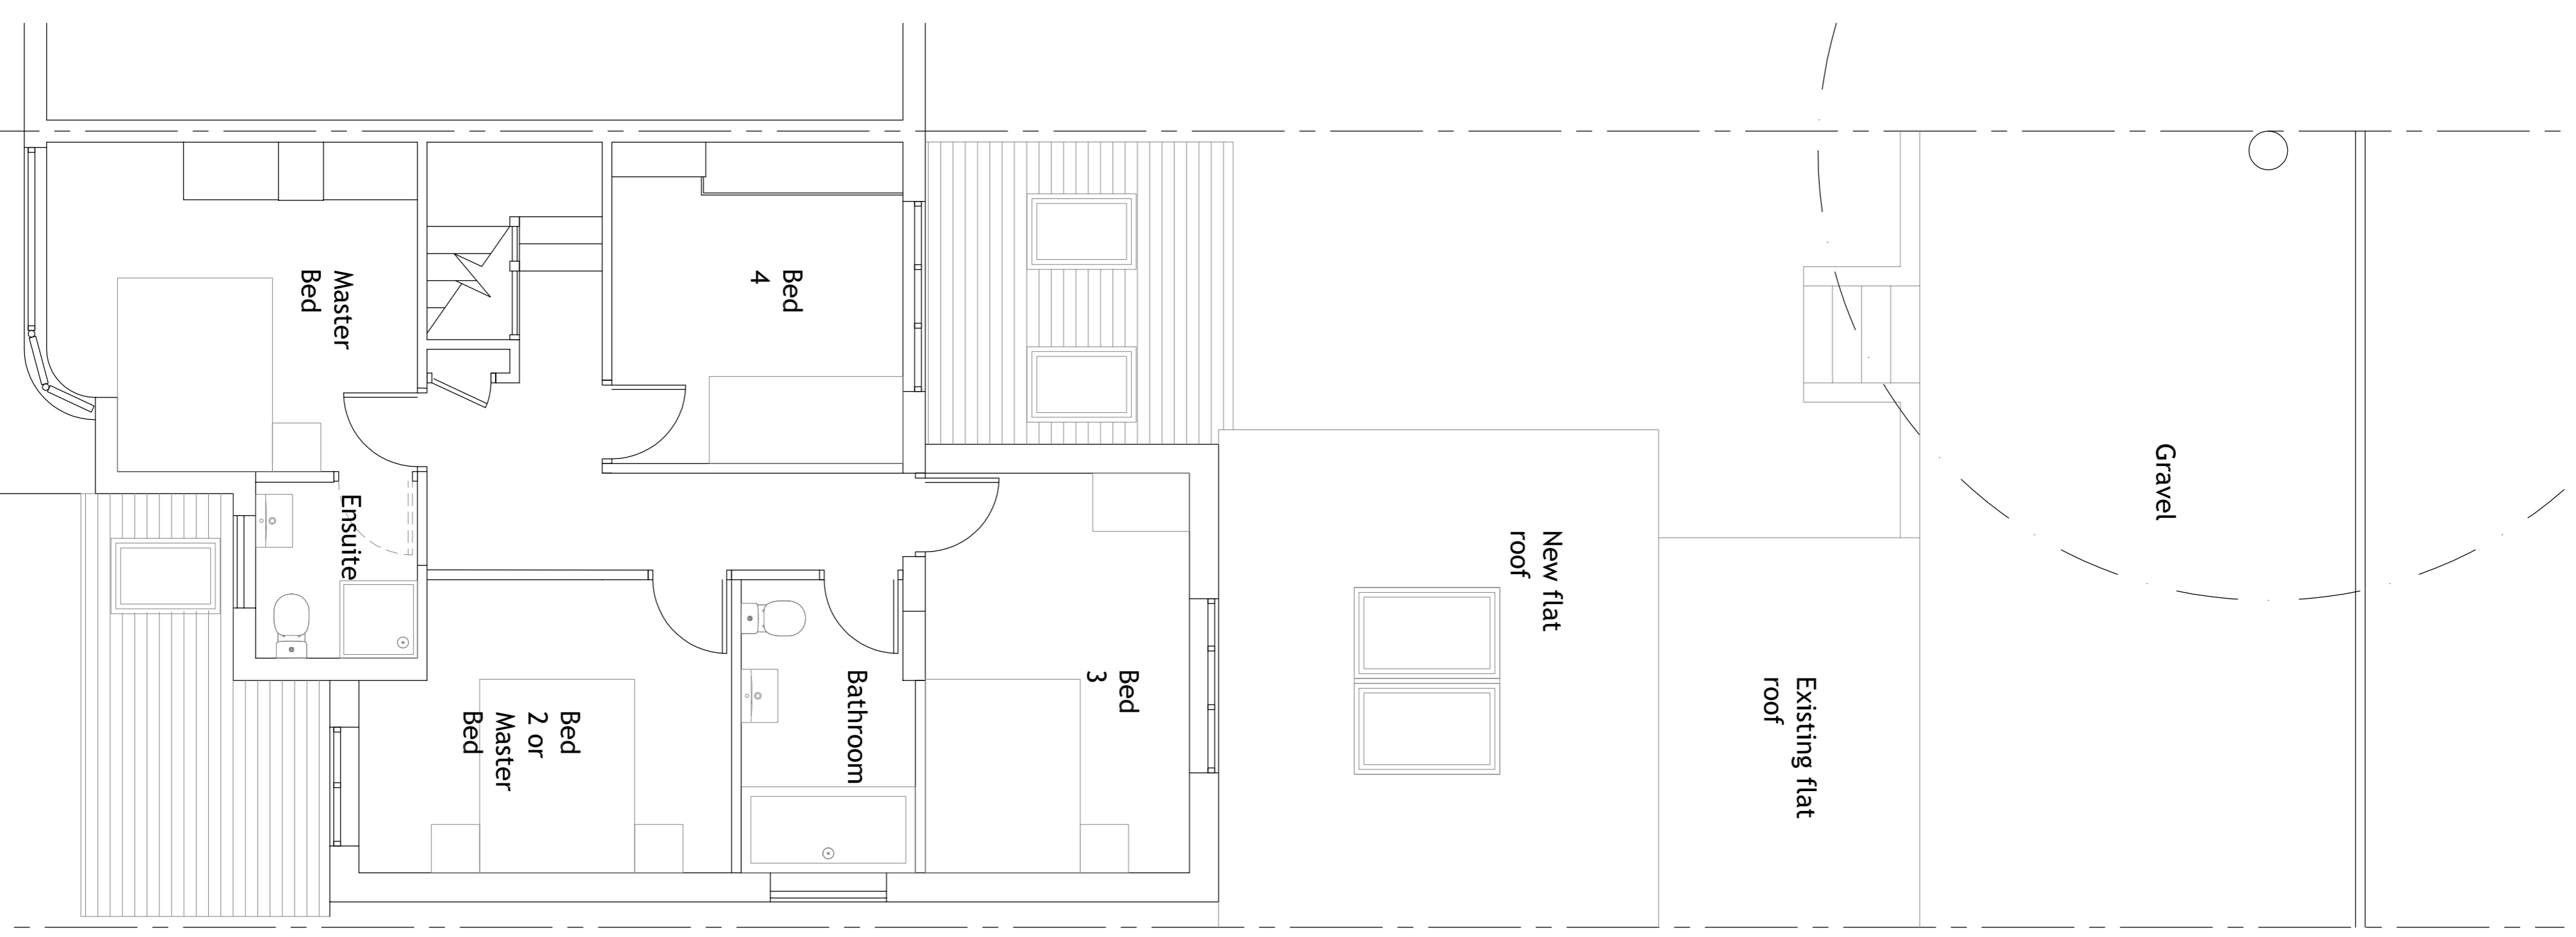 Master
Bed
Bed
4
Ensuite
Bed
2 or
Master
Bed
Bathroom
Bed
3
New flat
roof
Existing flat
roof
Gravel